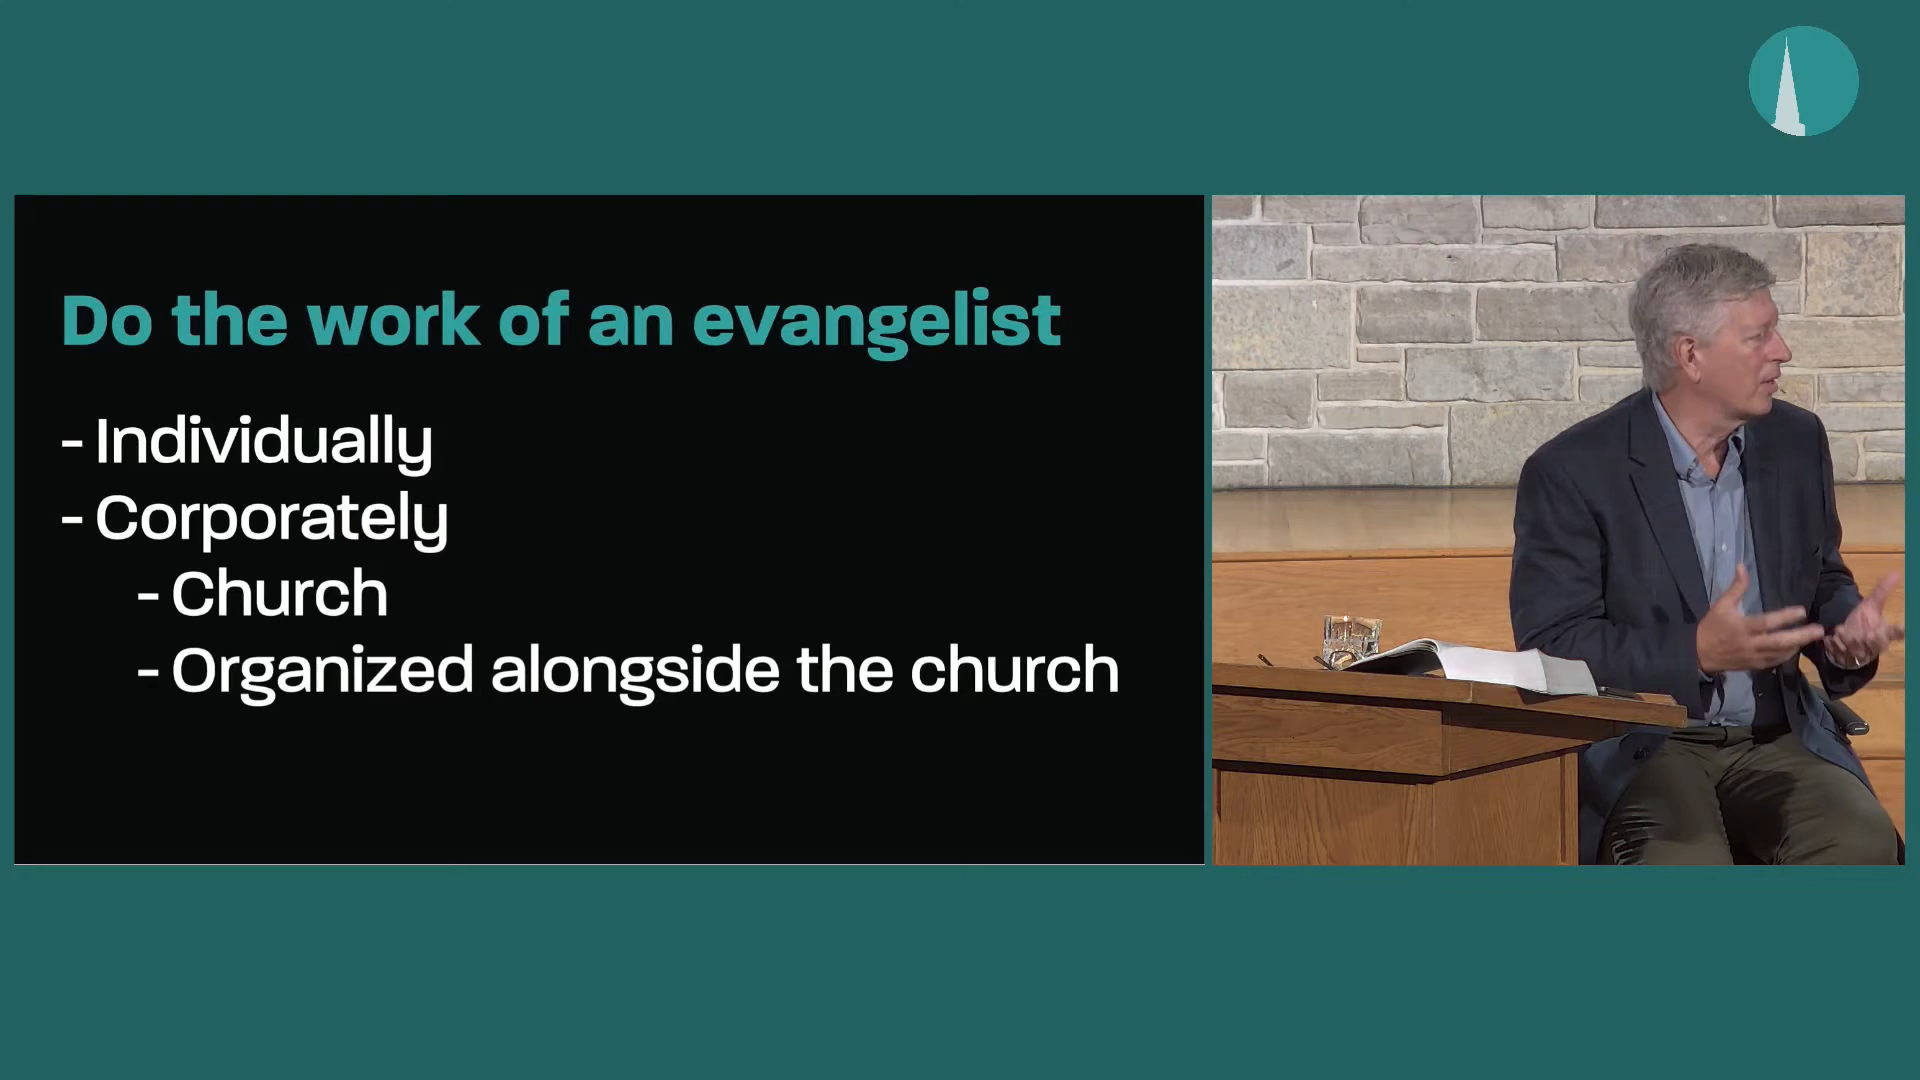 Do the work of an evangelist
- Individually
- Corporately
- Church
- Organized alongside the church